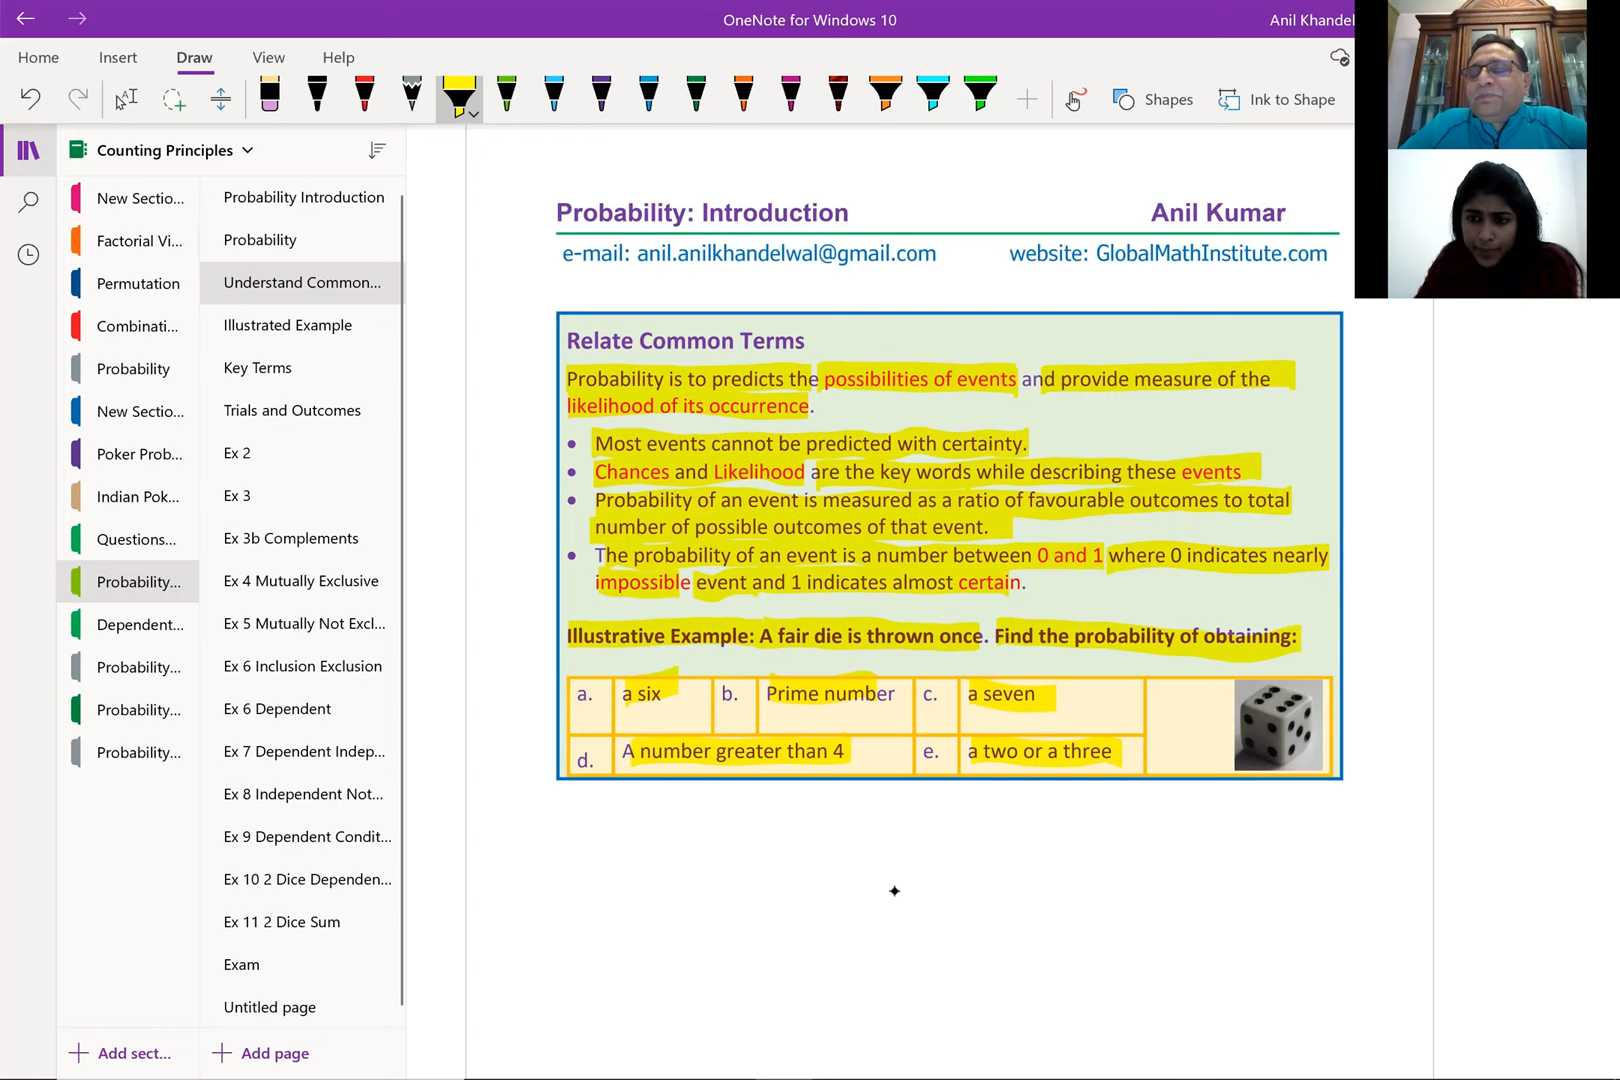 OneNote for Windows 10
Anil Khandel
Home Insert Draw View Help
Shapes Ink to Shape
Counting Principles
New Sectio...
Factorial Vi...
Permutation
Combinati...
Probability
New Sectio...
Poker Prob...
Indian Pok...
Questions...
Probability...
Dependent...
Probability...
Probability...
Probability...
Add sect...
Probability Introduction
Probability
Understand Common...
Illustrated Example
Key Terms
Trials and Outcomes
Ex 2
Ex 3
Ex 3b Complements
Ex 4 Mutually Exclusive
Ex 5 Mutually Not Excl...
Ex 6 Inclusion Exclusion
Ex 6 Dependent
Ex 7 Dependent Indep...
Ex 8 Independent Not...
Ex 9 Dependent Condit...
Ex 10 2 Dice Dependen...
Ex 11 2 Dice Sum
Exam
Untitled page
Add page
Probability: Introduction Anil Kumar
e-mail: anil.anilkhandelwal@gmail.com website: GlobalMathInstitute.com
Relate Common Terms
Probability is to predicts the possibilities of events and provide measure of the
likelihood of its occurrence.
• Most events cannot be predicted with certainty.
• Chances and Likelihood are the key words while describing these events
• Probability of an event is measured as a ratio of favourable outcomes to total
number of possible outcomes of that event.
• The probability of an event is a number between 0 and 1 where 0 indicates nearly
impossible event and 1 indicates almost certain.
Illustrative Example: A fair die is thrown once. Find the probability of obtaining:
a. a six b. Prime number c. a seven
d. A number greater than 4 e. a two or a three